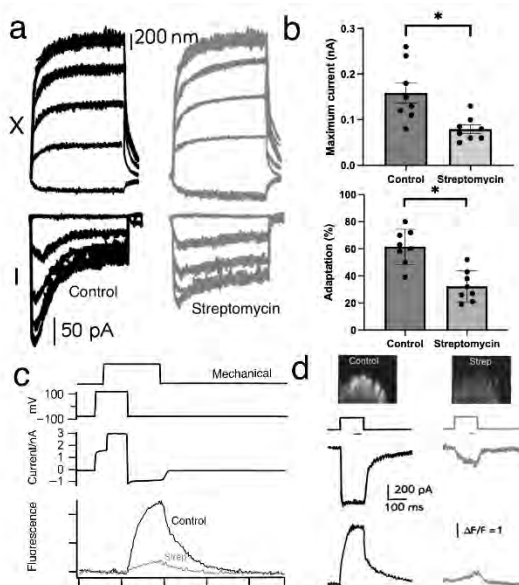 a
200 nm
X
I
Control
Streptomycin
50 pA
b
Maximum current (nA)
0.3
0.2
0.1
0.0
*
Control
Streptomycin
Adaptation (%)
100
80
60
40
20
0
*
Control
Streptomycin
c
Mechanical
mV
100
−100
Current/nA
3
2
1
0
−1
Fluorescence
Control
Strep
d
Control
Strep
200 pA
100 ms
ΔF/F = 1